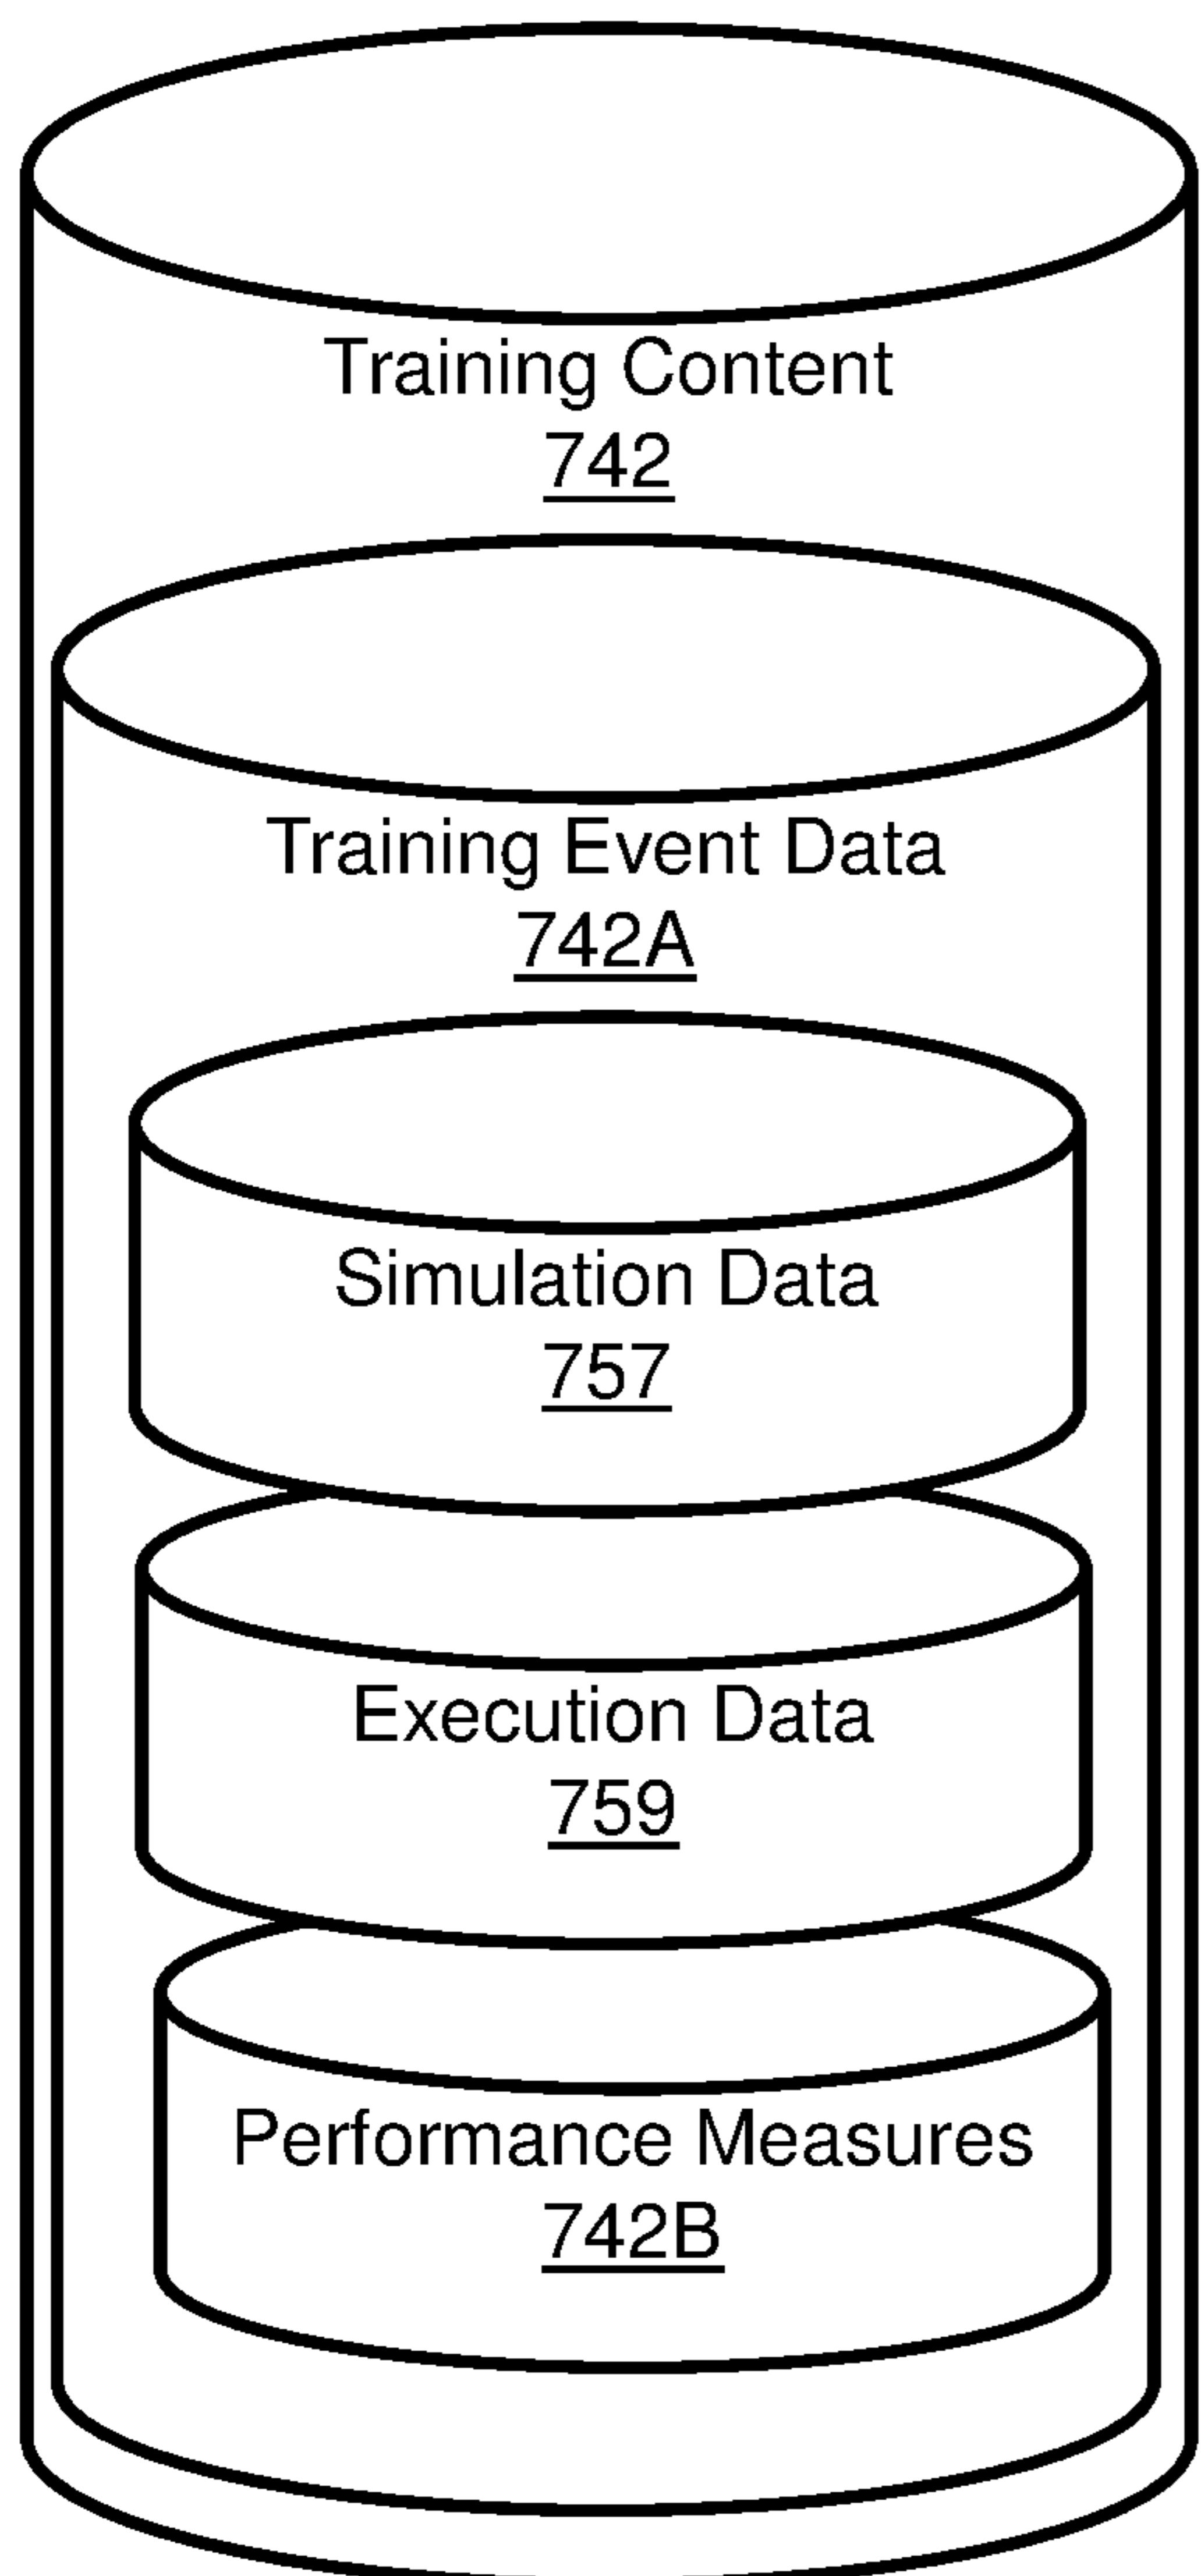 Training Content
742
Training Event Data
742A
Simulation Data
757
Execution Data
759
Performance Measures
742B